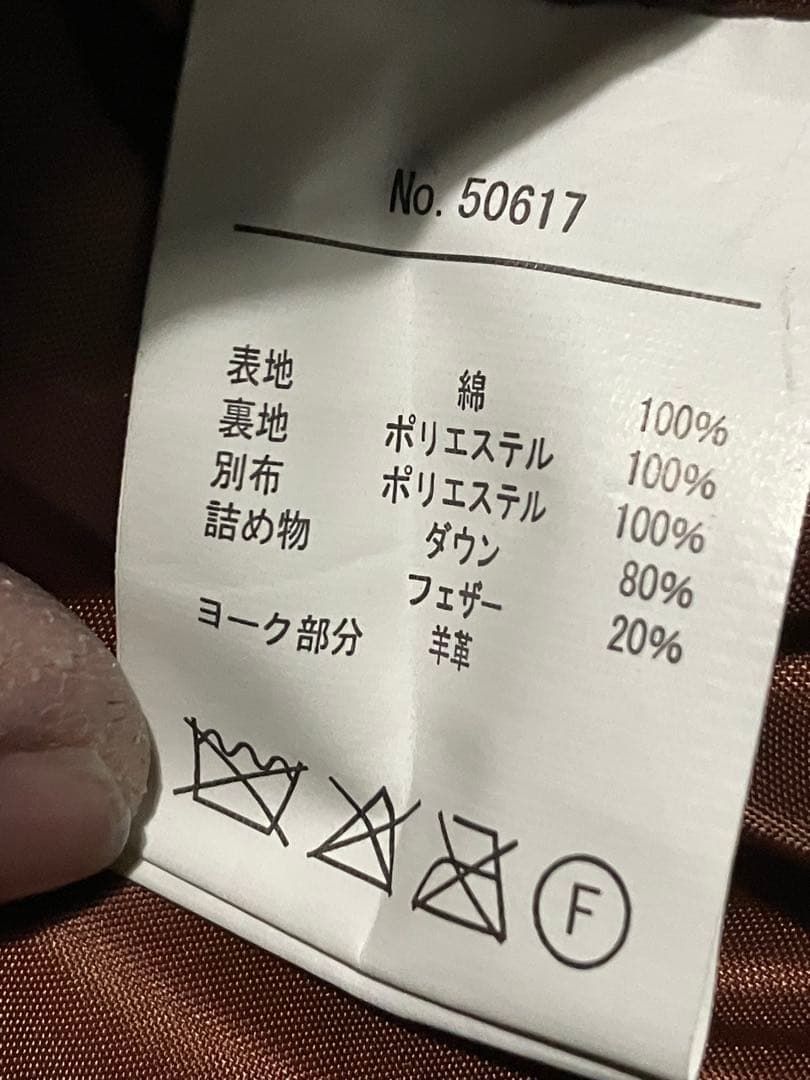 No. 50617
表地 綿 100%
裏地 ポリエステル 100%
別布 ポリエステル 100%
詰め物 ダウン 80%
フェザー 20%
ヨーク部分 羊革
F